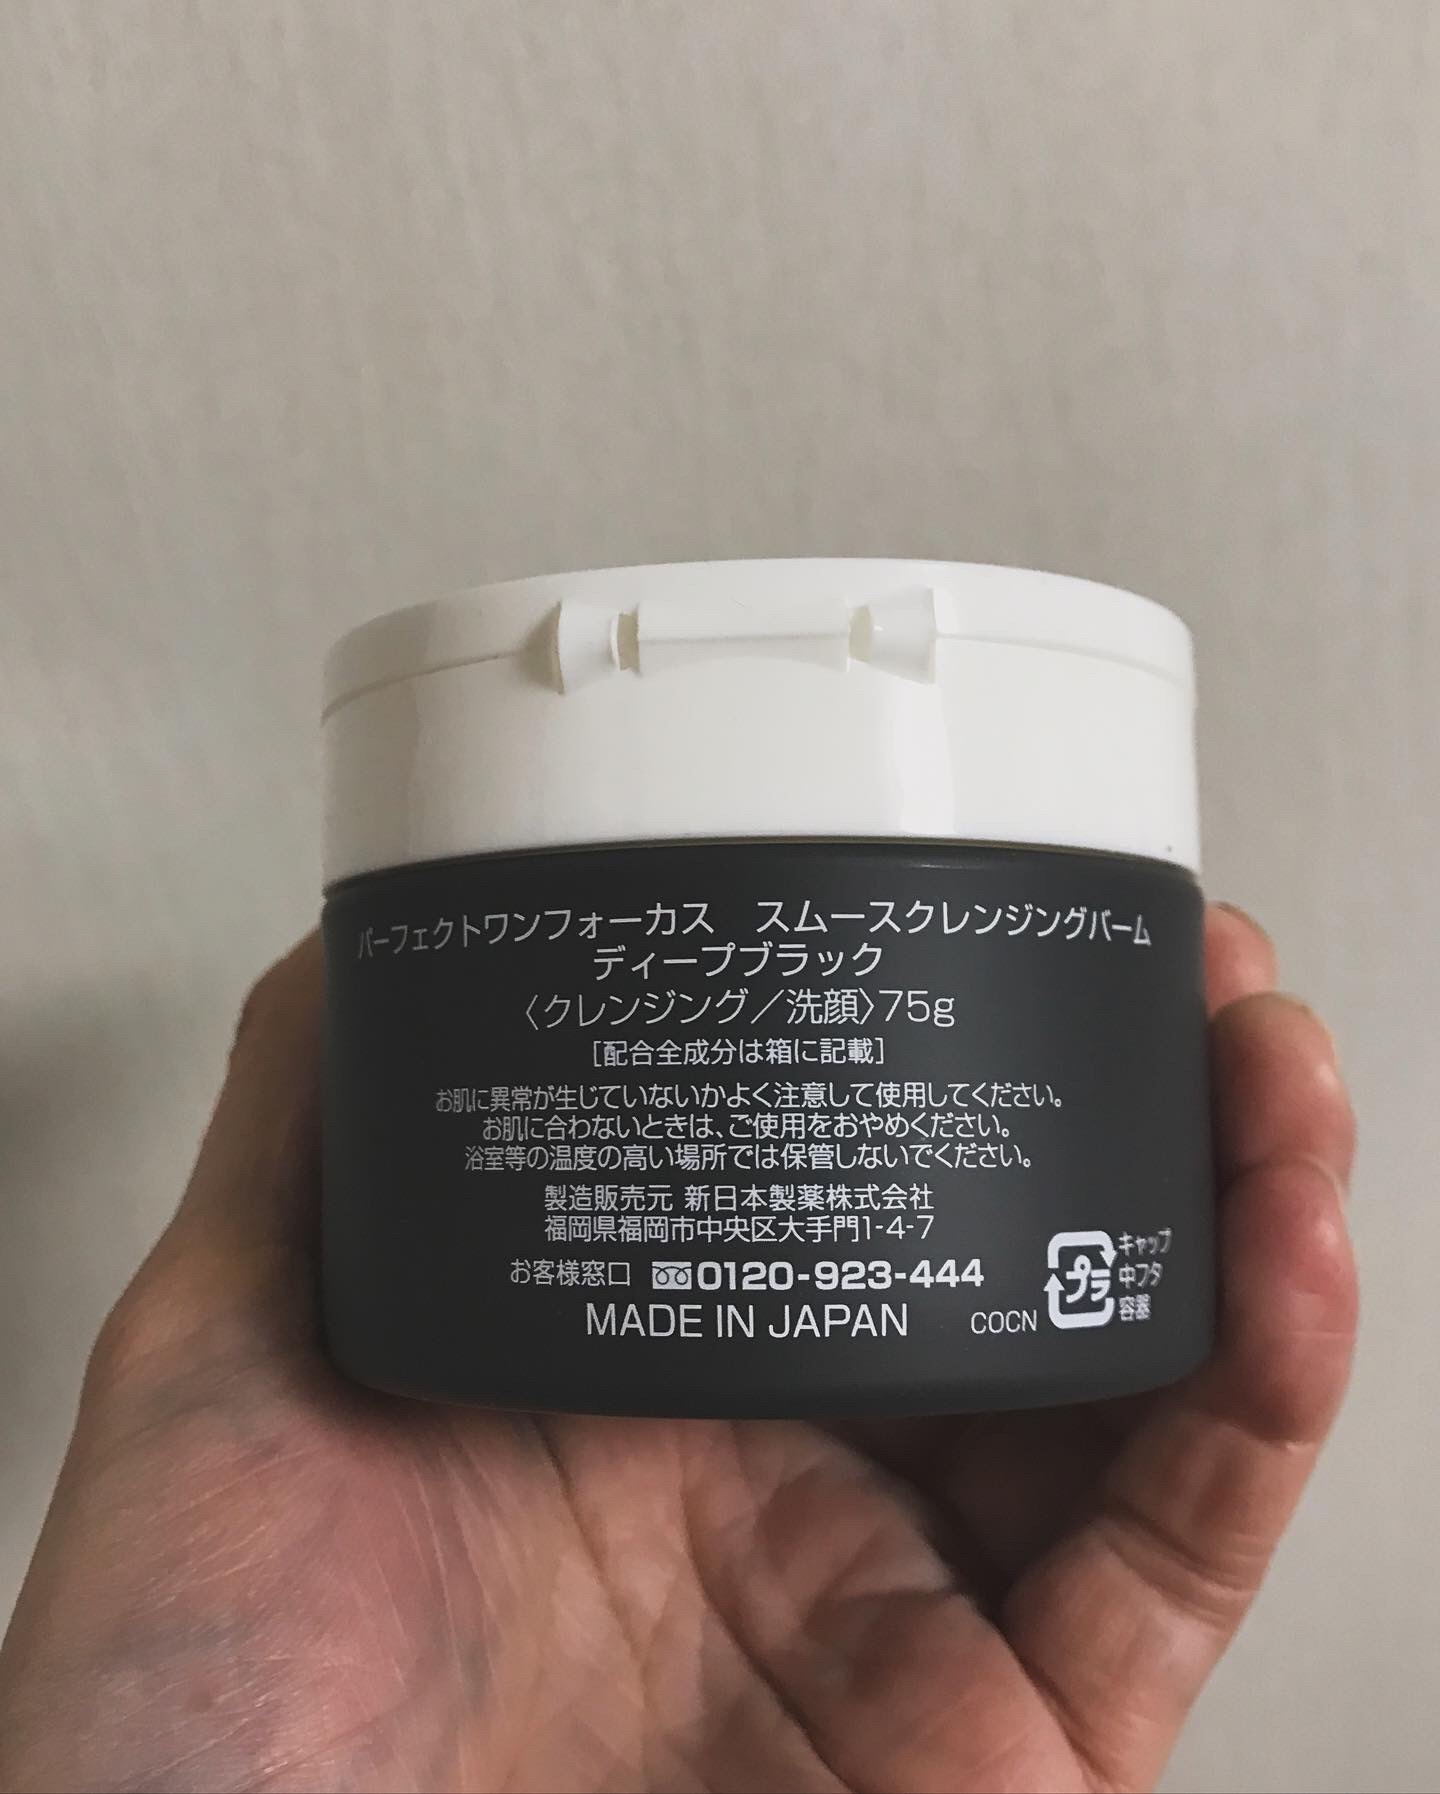 パーフェクトワンフォーカス　スムースクレンジングバーム
ディープブラック
〈クレンジング／洗顔〉75g
［配合全成分は箱に記載］
お肌に異常が生じていないかよく注意して使用してください。
お肌に合わないときは、ご使用をおやめください。
浴室等の温度の高い場所では保管しないでください。
製造販売元 新日本製薬株式会社
福岡県福岡市中央区大手門1-4-7
お客様窓口 0120-923-444
MADE IN JAPAN
COCN
プラ
キャップ
中フタ
容器